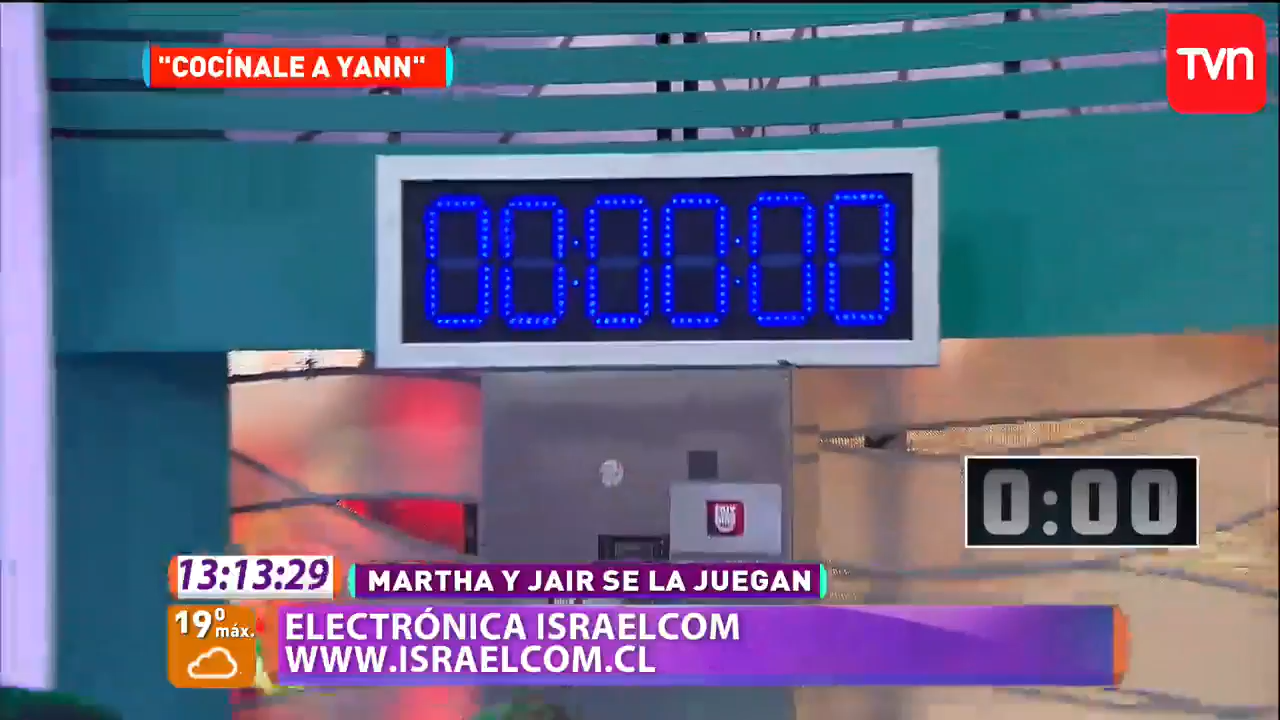 "COCÍNALE A YANN"
TVN
00:00:00
0:00
13:13:29
MARTHA Y JAIR SE LA JUEGAN
19º máx.
ELECTRÓNICA ISRAELCOM
WWW.ISRAELCOM.CL